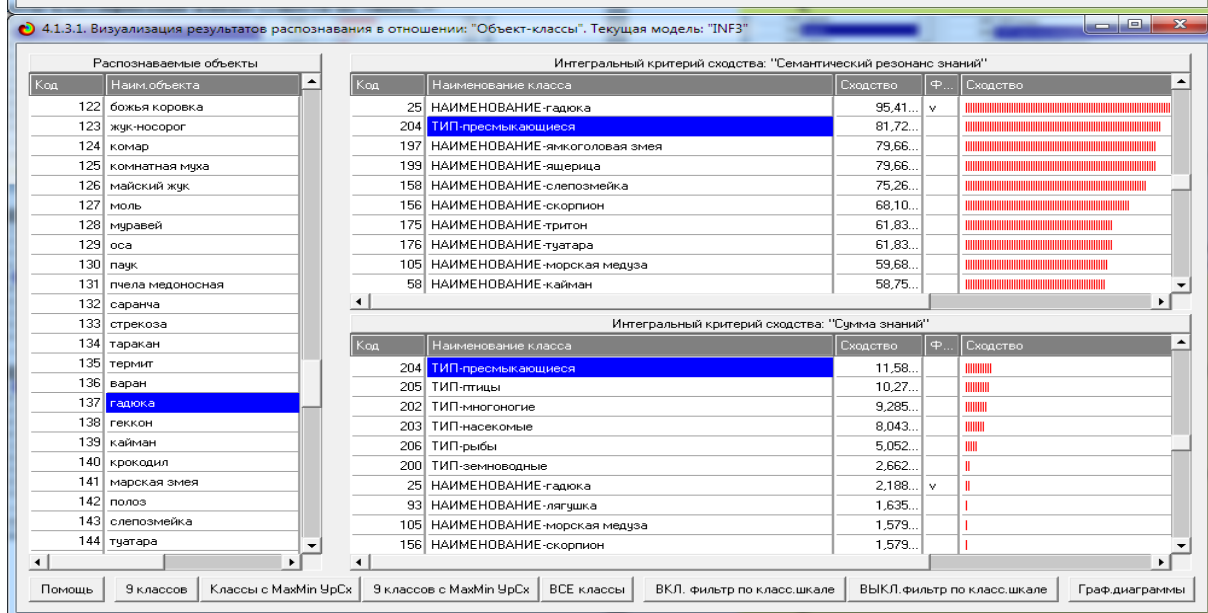 4.1.3.1. Визуализация результатов распознавания в отношении: "Объект-классы". Текущая модель: "INF3"
Распознаваемые объекты
Код Наим.объекта
122 божья коровка
123 жук-носорог
124 комар
125 комнатная муха
126 майский жук
127 моль
128 муравей
129 оса
130 паук
131 пчела медоносная
132 саранча
133 стрекоза
134 таракан
135 термит
136 варан
137 гадюка
138 геккон
139 кайман
140 крокодил
141 марская змея
142 полоз
143 слепозмейка
144 туатара
Интегральный критерий сходства: "Семантический резонанс знаний"
Код Наименование класса Сходство Ф... Сходство
25 НАИМЕНОВАНИЕ-гадюка 95,41... v
204 ТИП-пресмыкающиеся 81,72...
197 НАИМЕНОВАНИЕ-ямкоголовая змея 79,66...
199 НАИМЕНОВАНИЕ-ящерица 79,66...
158 НАИМЕНОВАНИЕ-слепозмейка 75,26...
156 НАИМЕНОВАНИЕ-скорпион 68,10...
175 НАИМЕНОВАНИЕ-тритон 61,83...
176 НАИМЕНОВАНИЕ-туатара 61,83...
105 НАИМЕНОВАНИЕ-морская медуза 59,68...
58 НАИМЕНОВАНИЕ-кайман 58,75...
Интегральный критерий сходства: "Сумма знаний"
Код Наименование класса Сходство Ф... Сходство
204 ТИП-пресмыкающиеся 11,58...
205 ТИП-птицы 10,27...
202 ТИП-многоногие 9,285...
203 ТИП-насекомые 8,043...
206 ТИП-рыбы 5,052...
200 ТИП-земноводные 2,662...
25 НАИМЕНОВАНИЕ-гадюка 2,188... v
93 НАИМЕНОВАНИЕ-лягушка 1,635...
105 НАИМЕНОВАНИЕ-морская медуза 1,579...
156 НАИМЕНОВАНИЕ-скорпион 1,579...
Помощь 9 классов Классы с MaxMin УрСх 9 классов с MaxMin УрСх ВСЕ классы ВКЛ. фильтр по класс.шкале ВЫКЛ.фильтр по класс.шкале Граф.диаграммы